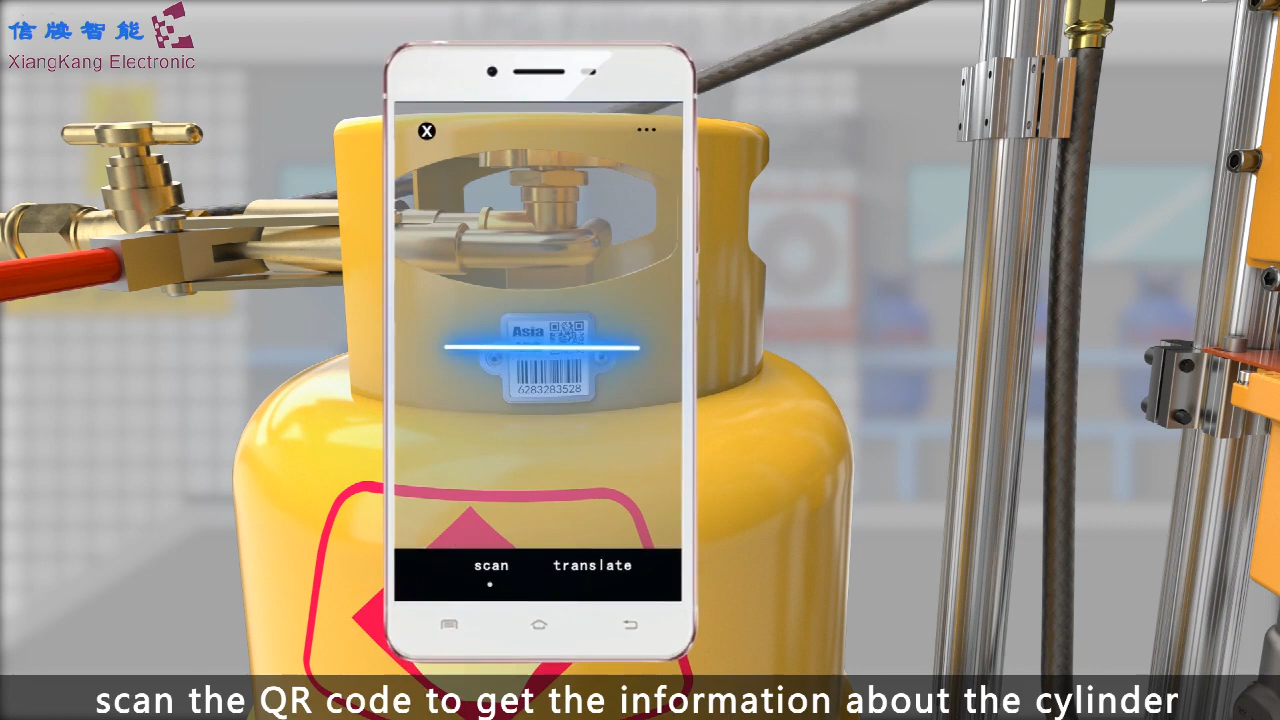 信牌智能
XiangKang Electronic
X
Asia
6283283528
scan translate
scan the QR code to get the information about the cylinder